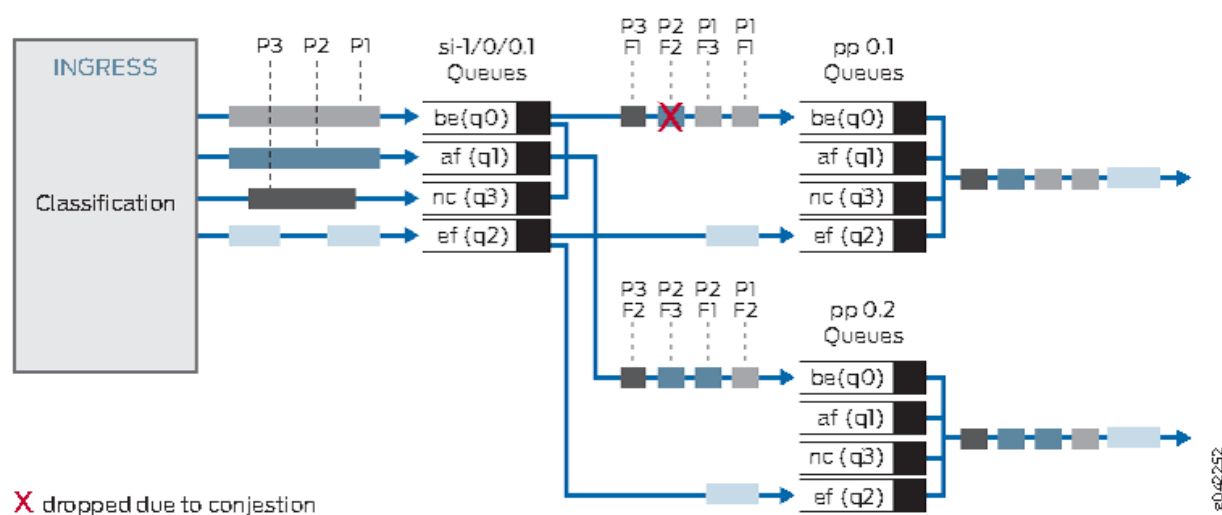 INGRESS
Classification
P3 P2 P1
si-1/0/0.1
Queues
be(q0)
af (q1)
nc (q3)
ef (q2)
P3 P2 P1 P1
F1 F2 F3 F1
pp 0.1
Queues
be(q0)
af (q1)
nc (q3)
ef (q2)
P3 P2 P2 P1
F2 F3 F1 F2
pp 0.2
Queues
be(q0)
af (q1)
nc (q3)
ef (q2)
X dropped due to conjestion
g042252